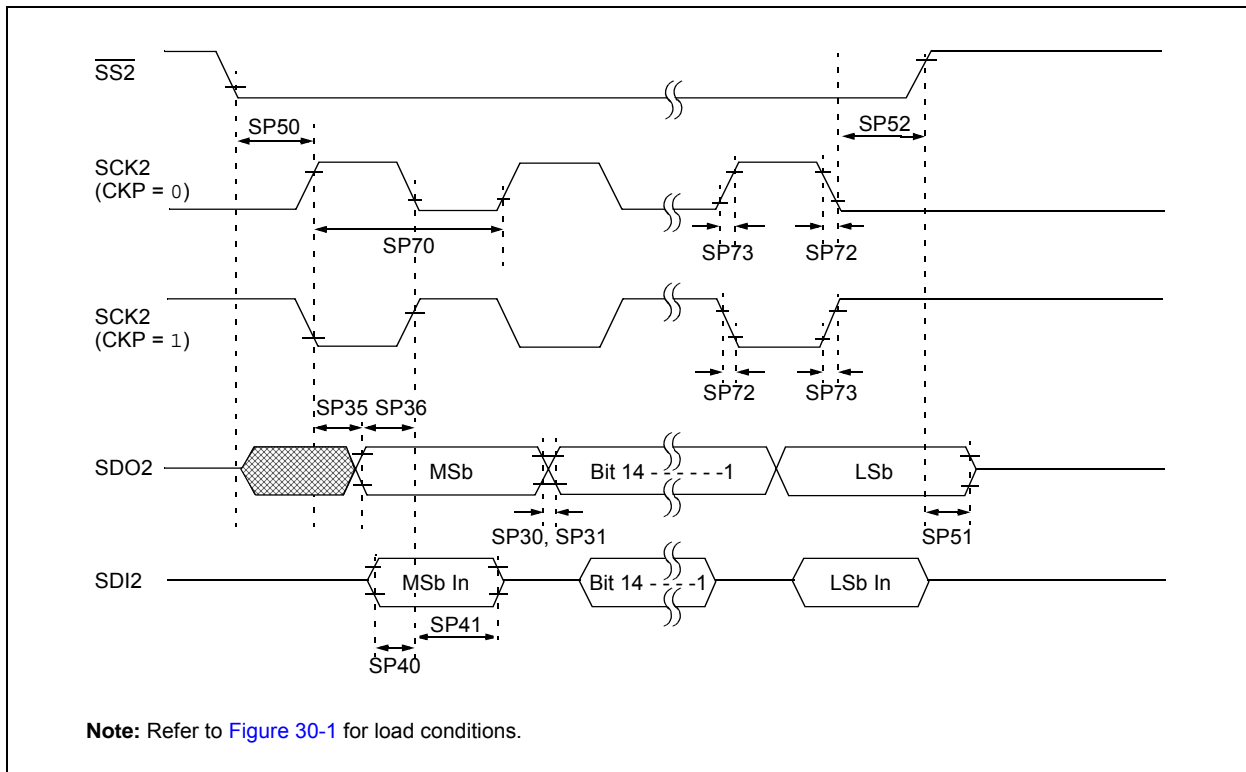 SS2
SP50
SP52
SCK2
(CKP = 0)
SP70
SP73
SP72
SCK2
(CKP = 1)
SP72
SP73
SP35 SP36
SDO2
MSb
Bit 14 - - - - - -1
LSb
SP30, SP31
SP51
SDI2
MSb In
Bit 14 - - - -1
LSb In
SP41
SP40
Note: Refer to Figure 30-1 for load conditions.